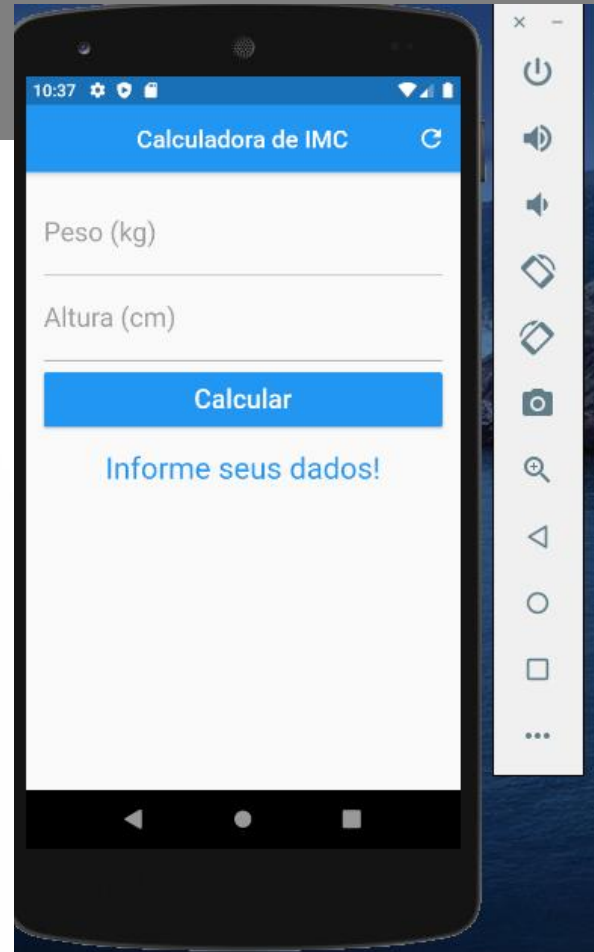 10:37
Calculadora de IMC
Peso (kg)
Altura (cm)
Calcular
Informe seus dados!